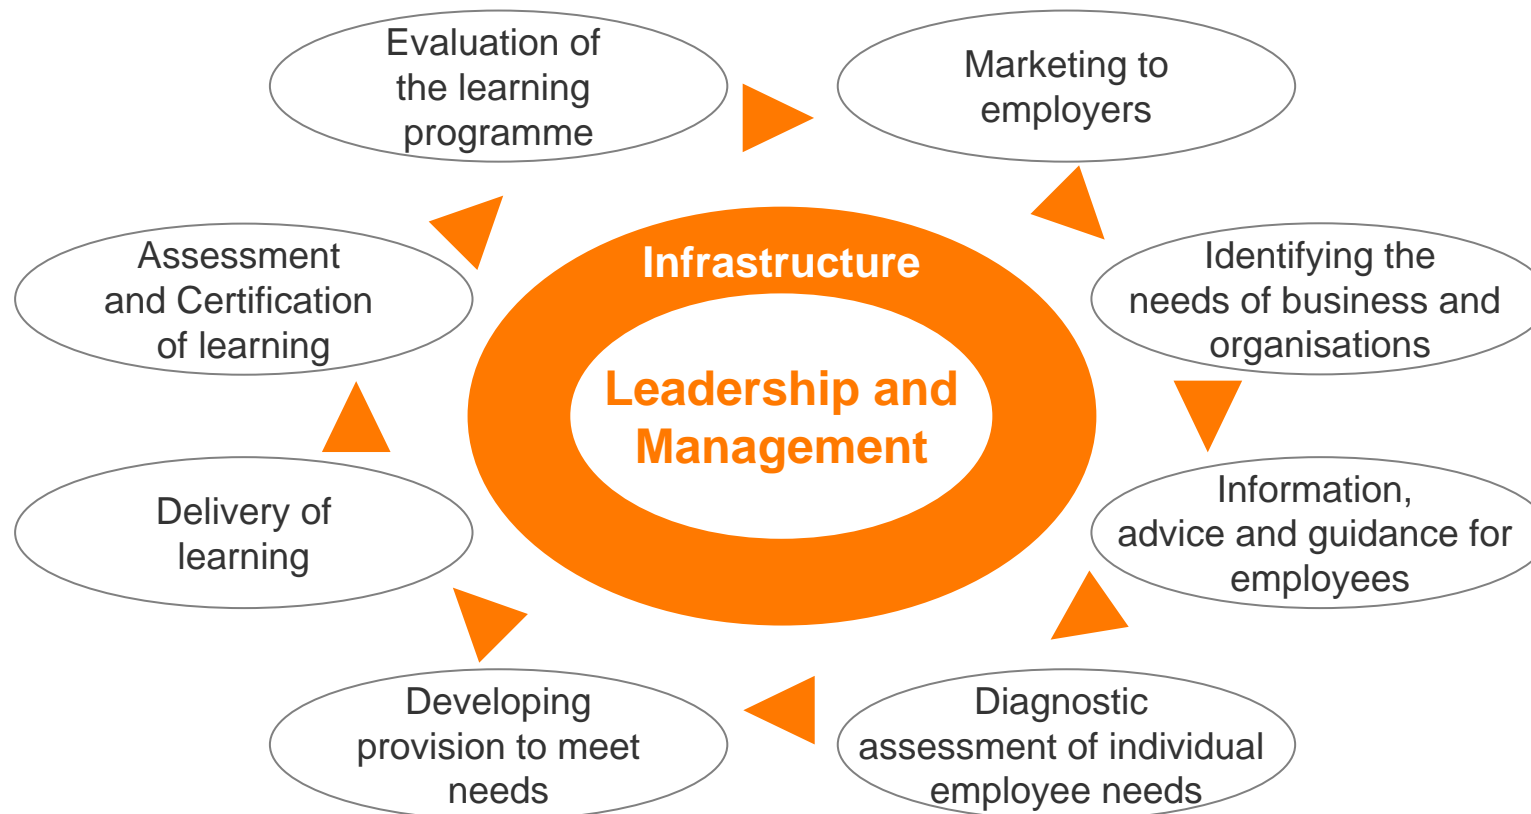 Evaluation of
the learning
programme
Marketing to
employers
Identifying the
needs of business and
organisations
Information,
advice and guidance for
employees
Diagnostic
assessment of individual
employee needs
Developing
provision to meet
needs
Delivery of
learning
Assessment
and Certification
of learning
Infrastructure
Leadership and
Management